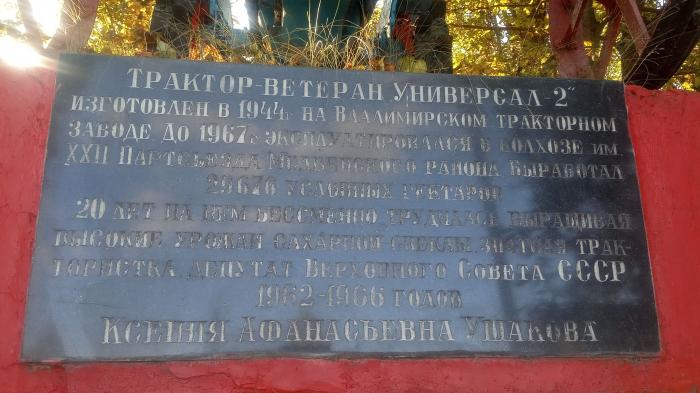 Трактор-ветеран Универсал-2"
изготовлен в 1944г на Владимирском тракторном
заводе До 1967г эксплуатировался в колхозе им.
XXII Партсъезда района Выработал
условных гектаров
20 лет на нём бессменно трудилась выращивая
высокие урожаи сахарной свеклы знатная трак-
тористка депутат Верховного Совета СССР
1962-1966 годов
Ксения Афанасьевна Ушакова